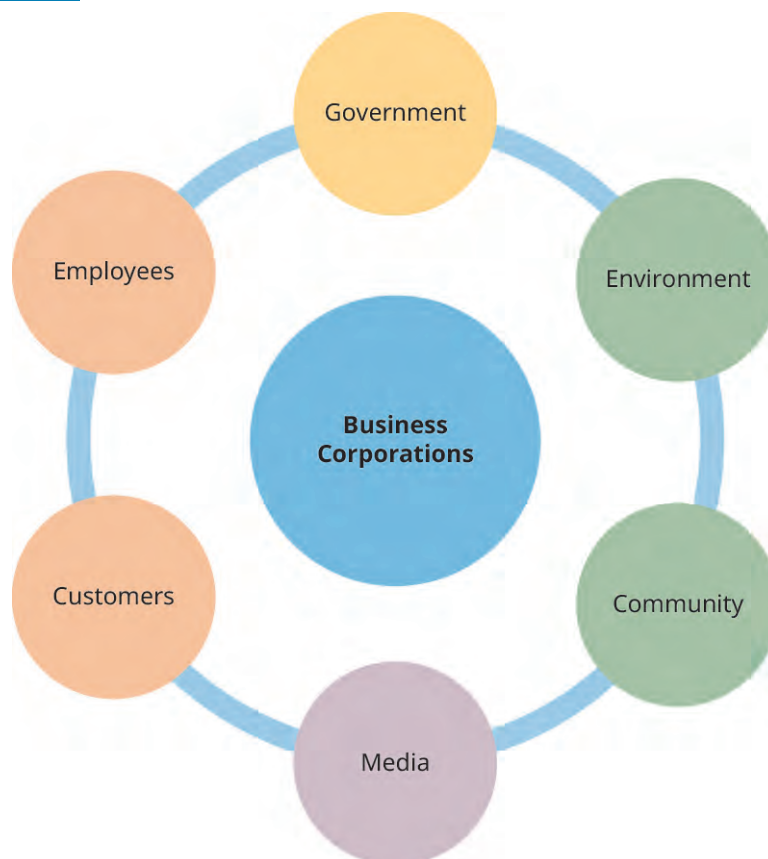 Government
Employees
Environment
Business
Corporations
Customers
Community
Media